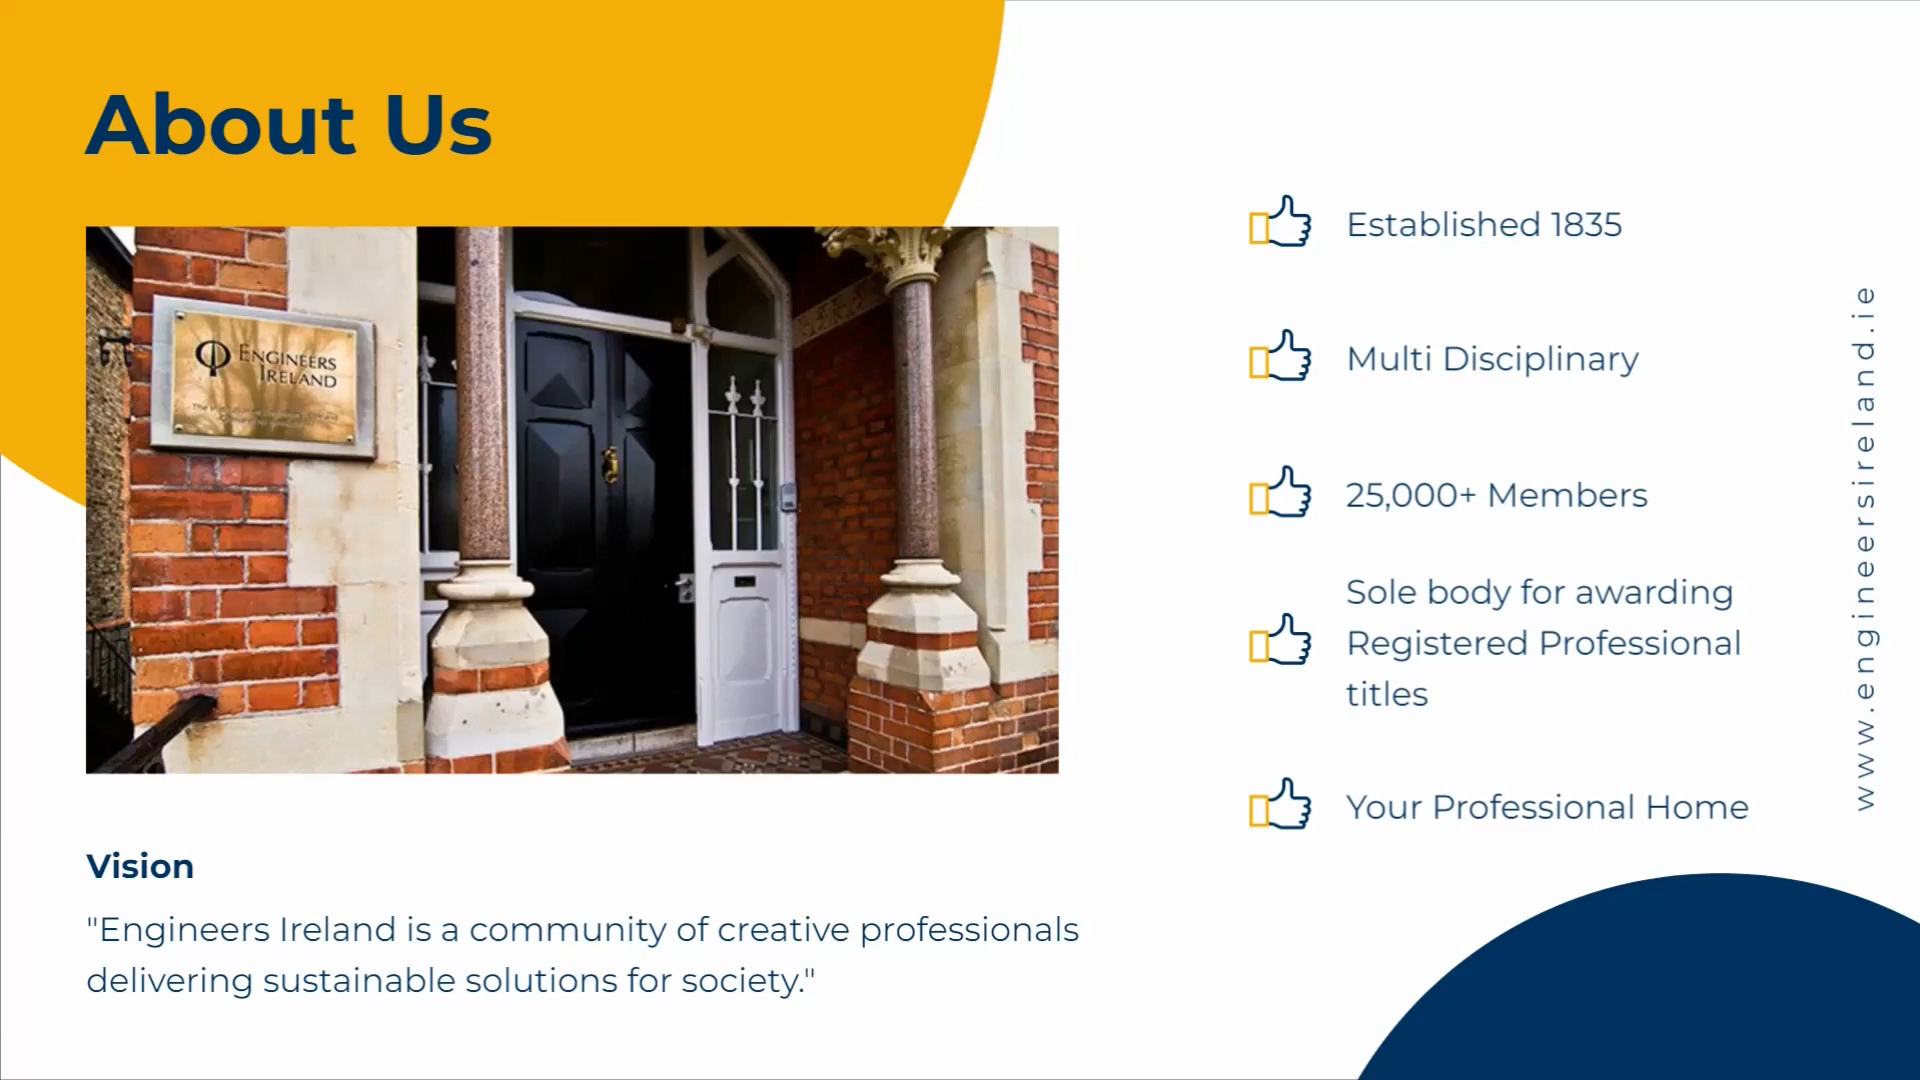 About Us
ENGINEERS
IRELAND
Established 1835
Multi Disciplinary
25,000+ Members
Sole body for awarding
Registered Professional
titles
Your Professional Home
www.engineersireland.ie
Vision
"Engineers Ireland is a community of creative professionals
delivering sustainable solutions for society."